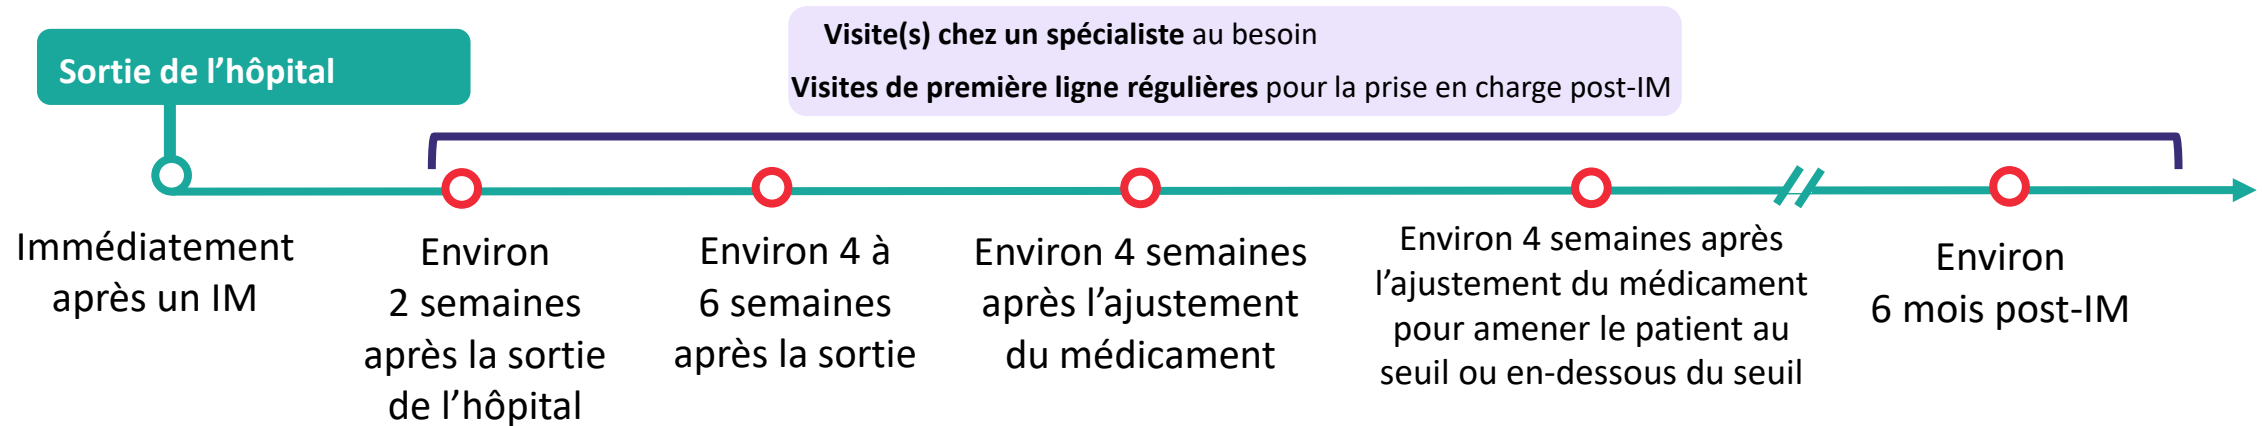 Sortie de l'hôpital
Visite(s) chez un spécialiste au besoin
Visites de première ligne régulières pour la prise en charge post-IM
Immédiatement
après un IM
Environ
2 semaines
après la sortie
de l'hôpital
Environ 4 à
6 semaines
après la sortie
Environ 4 semaines
après l'ajustement
du médicament
Environ 4 semaines après
l'ajustement du médicament
pour amener le patient au
seuil ou en-dessous du seuil
Environ
6 mois post-IM